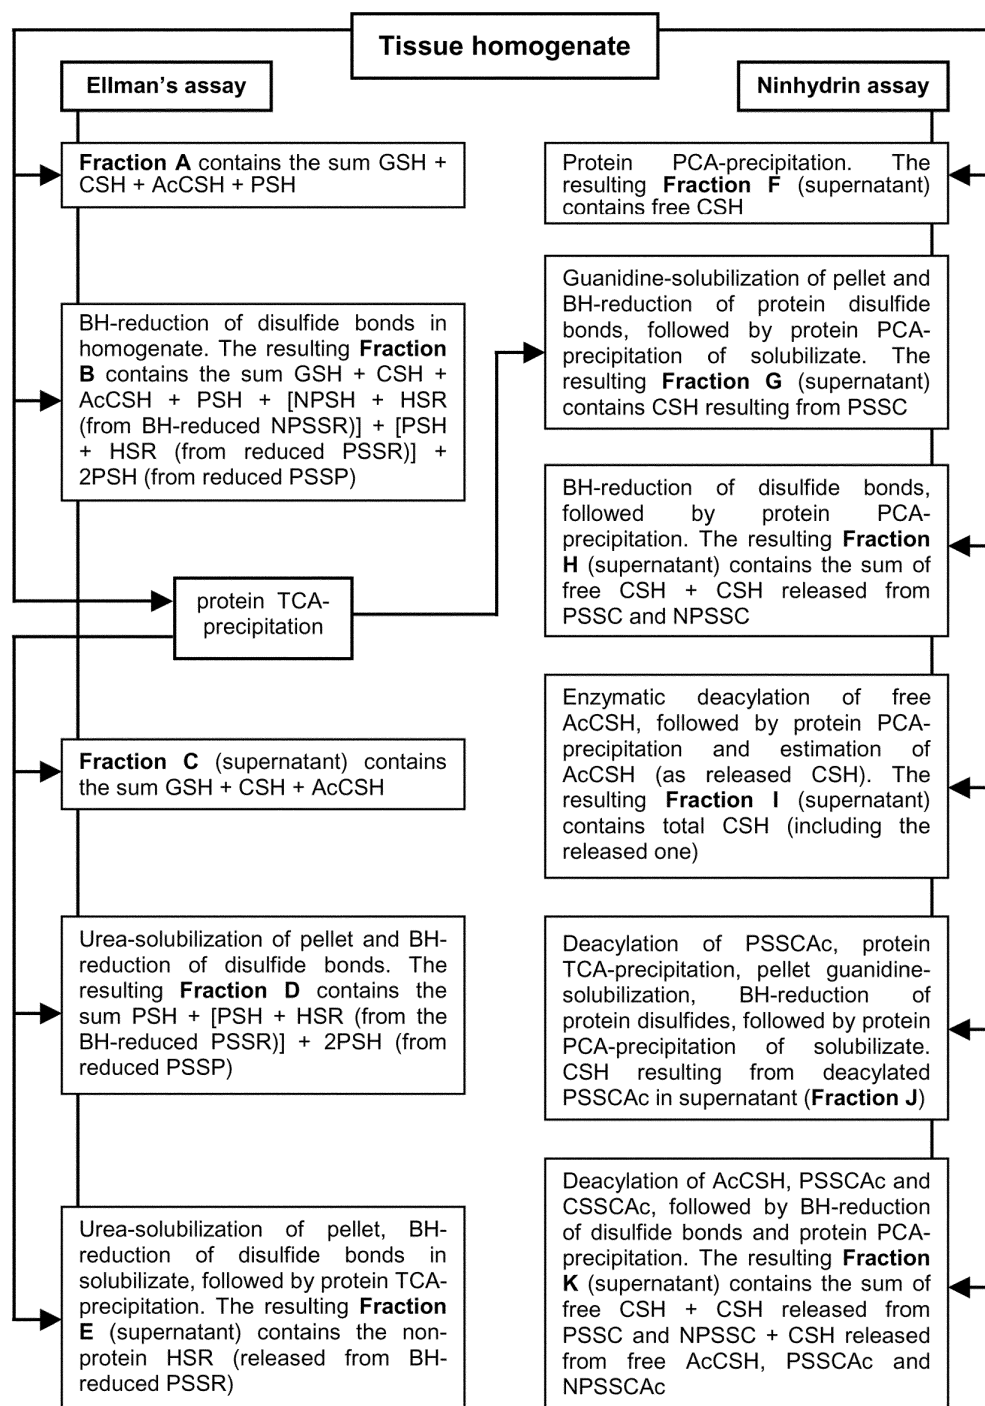 Tissue homogenate
Ellman's assay
Fraction A contains the sum GSH +
CSH + AcCSH + PSH
BH-reduction of disulfide bonds in
homogenate. The resulting Fraction
B contains the sum GSH + CSH +
AcCSH + PSH + [NPSH + HSR
(from BH-reduced NPSSR)] + [PSH
+ HSR (from reduced PSSR)] +
2PSH (from reduced PSSP)
protein TCA-
precipitation
Fraction C (supernatant) contains
the sum GSH + CSH + AcCSH
Urea-solubilization of pellet and BH-
reduction of disulfide bonds. The
resulting Fraction D contains the
sum PSH + [PSH + HSR (from the
BH-reduced PSSR)] + 2PSH (from
reduced PSSP)
Urea-solubilization of pellet, BH-
reduction of disulfide bonds in
solubilizate, followed by protein TCA-
precipitation. The resulting Fraction
E (supernatant) contains the non-
protein HSR (released from BH-
reduced PSSR)
Ninhydrin assay
Protein PCA-precipitation. The
resulting Fraction F (supernatant)
contains free CSH
Guanidine-solubilization of pellet and
BH-reduction of protein disulfide
bonds, followed by protein PCA-
precipitation of solubilizate. The
resulting Fraction G (supernatant)
contains CSH resulting from PSSC
BH-reduction of disulfide bonds,
followed by protein PCA-
precipitation. The resulting Fraction
H (supernatant) contains the sum of
free CSH + CSH released from
PSSC and NPSSC
Enzymatic deacylation of free
AcCSH, followed by protein PCA-
precipitation and estimation of
AcCSH (as released CSH). The
resulting Fraction I (supernatant)
contains total CSH (including the
released one)
Deacylation of PSSCAc, protein
TCA-precipitation, pellet guanidine-
solubilization, BH-reduction of
protein disulfides, followed by protein
PCA-precipitation of solubilizate.
CSH resulting from deacylated
PSSCAc in supernatant (Fraction J)
Deacylation of AcCSH, PSSCAc and
CSSCAc, followed by BH-reduction
of disulfide bonds and protein PCA-
precipitation. The resulting Fraction
K (supernatant) contains the sum of
free CSH + CSH released from
PSSC and NPSSC + CSH released
from free AcCSH, PSSCAc and
NPSSCAc